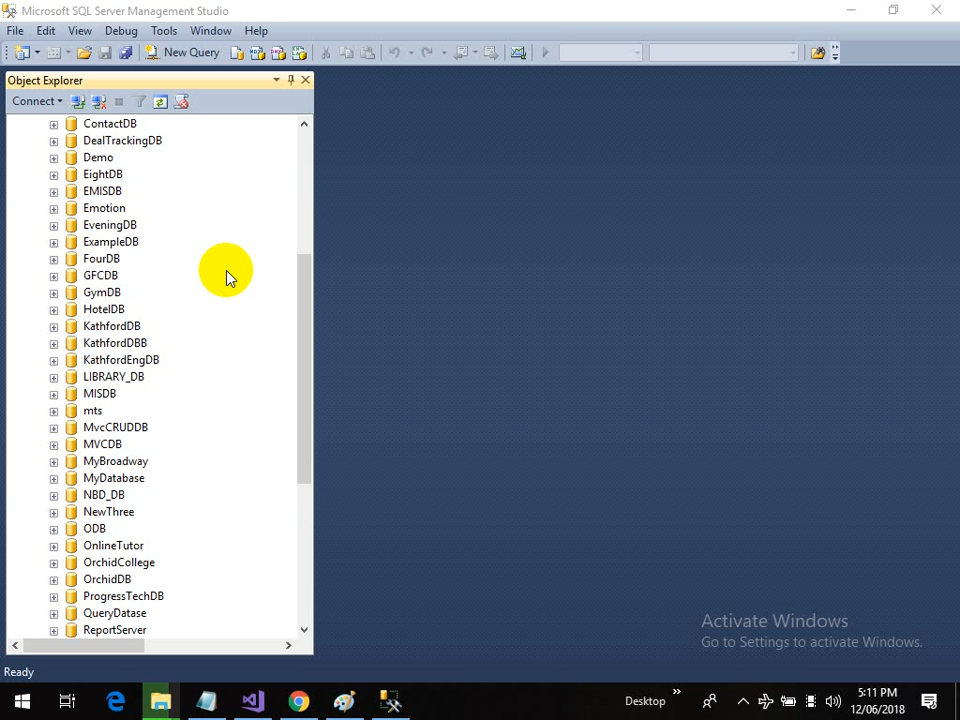 Microsoft SQL Server Management Studio
File Edit View Debug Tools Window Help
New Query
Object Explorer
Connect
ContactDB
DealTrackingDB
Demo
EightDB
EMISDB
Emotion
EveningDB
ExampleDB
FourDB
GFCDB
GymDB
HotelDB
KathfordDB
KathfordDBB
KathfordEngDB
LIBRARY_DB
MISDB
mts
MvcCRUDDB
MVCDB
MyBroadway
MyDatabase
NBD_DB
NewThree
ODB
OnlineTutor
OrchidCollege
OrchidDB
ProgressTechDB
QueryDatase
ReportServer
Activate Windows
Go to Settings to activate Windows.
Ready
Desktop
5:11 PM
12/06/2018